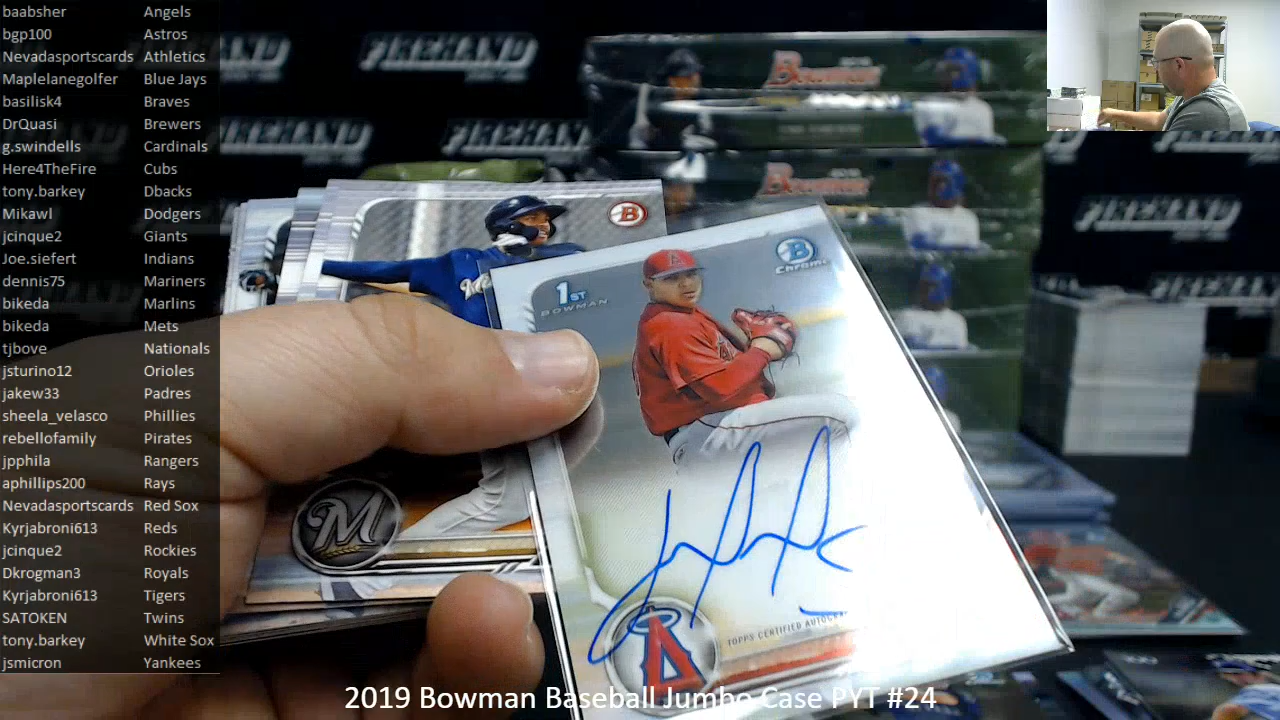 baabsher Angels
bgp100 Astros
Nevadasportscards Athletics
Maplelanegolfer Blue Jays
basilisk4 Braves
DrQuasi Brewers
g.swindells Cardinals
Here4TheFire Cubs
tony.barkey Dbacks
Mikawl Dodgers
jcinque2 Giants
Joe.siefert Indians
dennis75 Mariners
bikeda Marlins
bikeda Mets
tjbove Nationals
jsturino12 Orioles
jakew33 Padres
sheela_velasco Phillies
rebellofamily Pirates
jpphila Rangers
aphillips200 Rays
Nevadasportscards Red Sox
Kyrjabroni613 Reds
jcinque2 Rockies
Dkrogman3 Royals
Kyrjabroni613 Tigers
SATOKEN Twins
tony.barkey White Sox
jsmicron Yankees
FIREHAND
FIREHAND
FIREHAND
FIREHAND
FIREHAND
Bowman
Bowman
B
B
Chrome
1ST
BOWMAN
M
A
TOPPS CERTIFIED
2019 Bowman Baseball Jumbo Case PYT #24